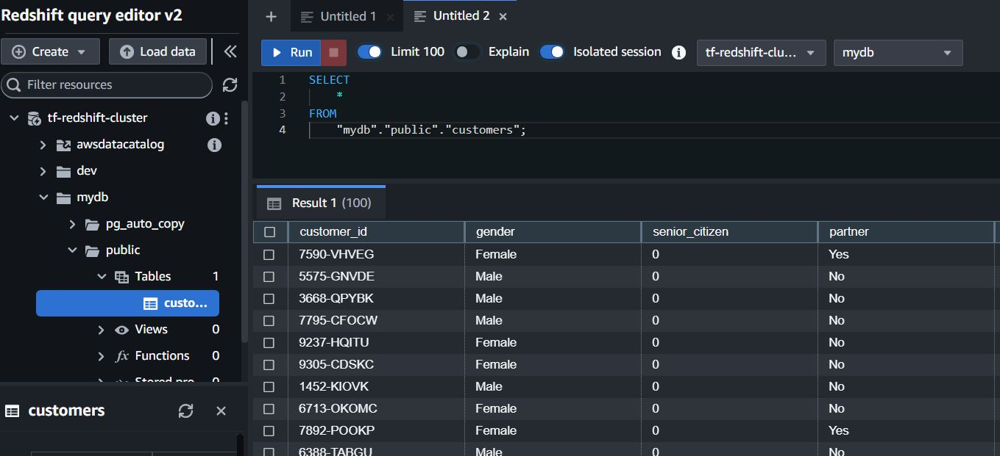 Redshift query editor v2
Create
Load data
Filter resources
tf-redshift-cluster
awsdatacatalog
dev
mydb
pg_auto_copy
public
Tables 1
custo...
Views 0
fx Functions 0
Stored pro... 0
customers
Untitled 1
Untitled 2
Run Limit 100 Explain Isolated session tf-redshift-clu... mydb
1 SELECT
2 *
3 FROM
4 "mydb"."public"."customers";
Result 1 (100)
customer_id gender senior_citizen partner
7590-VHVEG Female 0 Yes
5575-GNVDE Male 0 No
3668-QPYBK Male 0 No
7795-CFOCW Male 0 No
9237-HQITU Female 0 No
9305-CDSKC Female 0 No
1452-KIOVK Male 0 No
6713-OKOMC Female 0 No
7892-POOKP Female 0 Yes
6388-TABGU Male 0 No